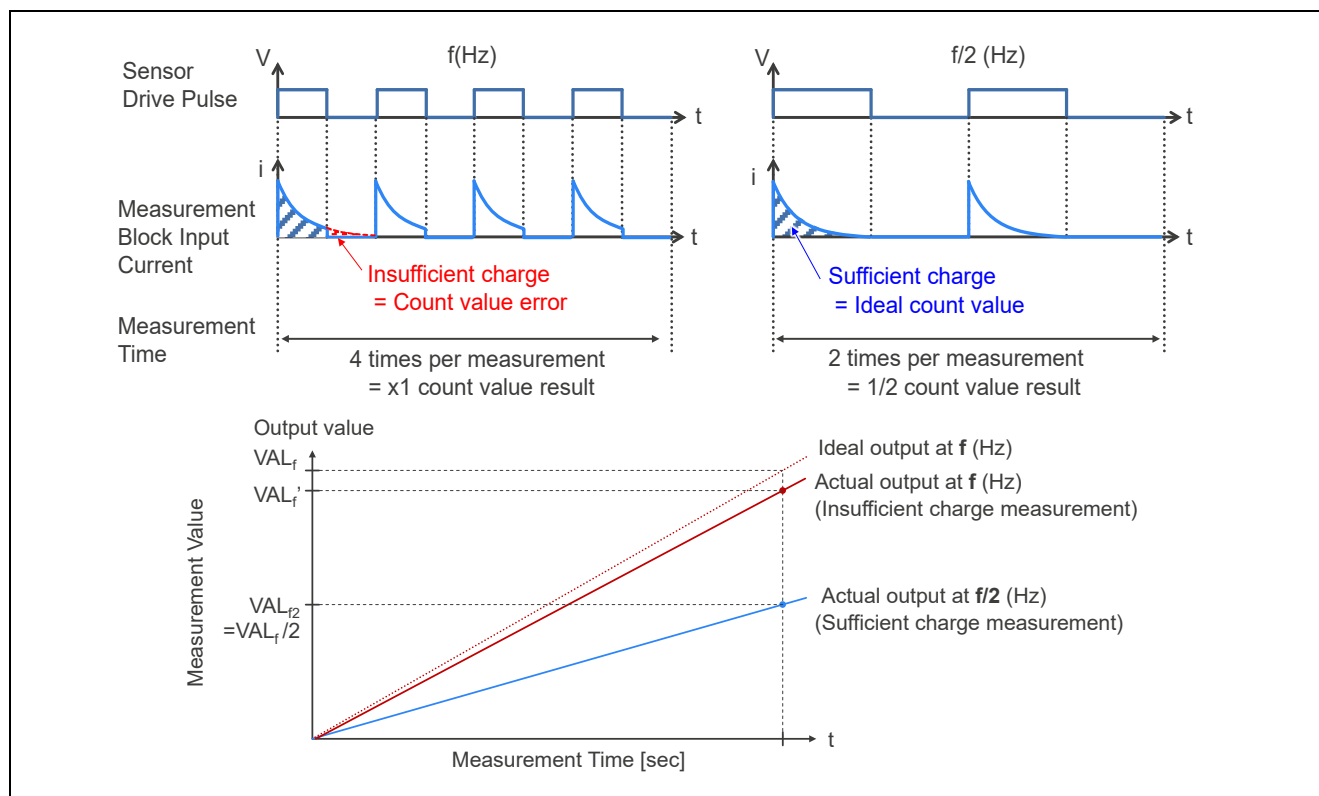 V
f(Hz)
Sensor
Drive Pulse
t
i
Measurement
Block Input
Current
t
Insufficient charge
= Count value error
Measurement
Time
4 times per measurement
= x1 count value result
V
f/2 (Hz)
t
i
t
Sufficient charge
= Ideal count value
2 times per measurement
= 1/2 count value result
Output value
VALf
VALf'
VALf2
=VALf /2
Measurement Value
Ideal output at f (Hz)
Actual output at f (Hz)
(Insufficient charge measurement)
Actual output at f/2 (Hz)
(Sufficient charge measurement)
t
Measurement Time [sec]